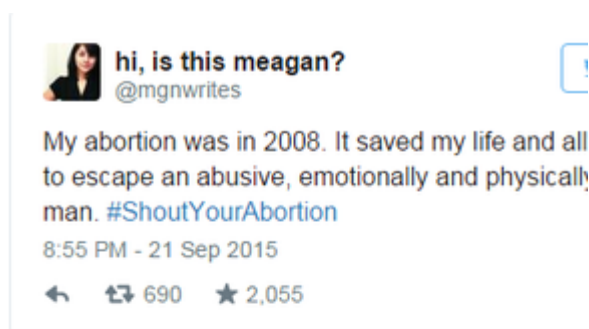 hi, is this meagan?
@mgnwrites
My abortion was in 2008. It saved my life and all
to escape an abusive, emotionally and physically
man. #ShoutYourAbortion
8:55 PM - 21 Sep 2015
690 2,055